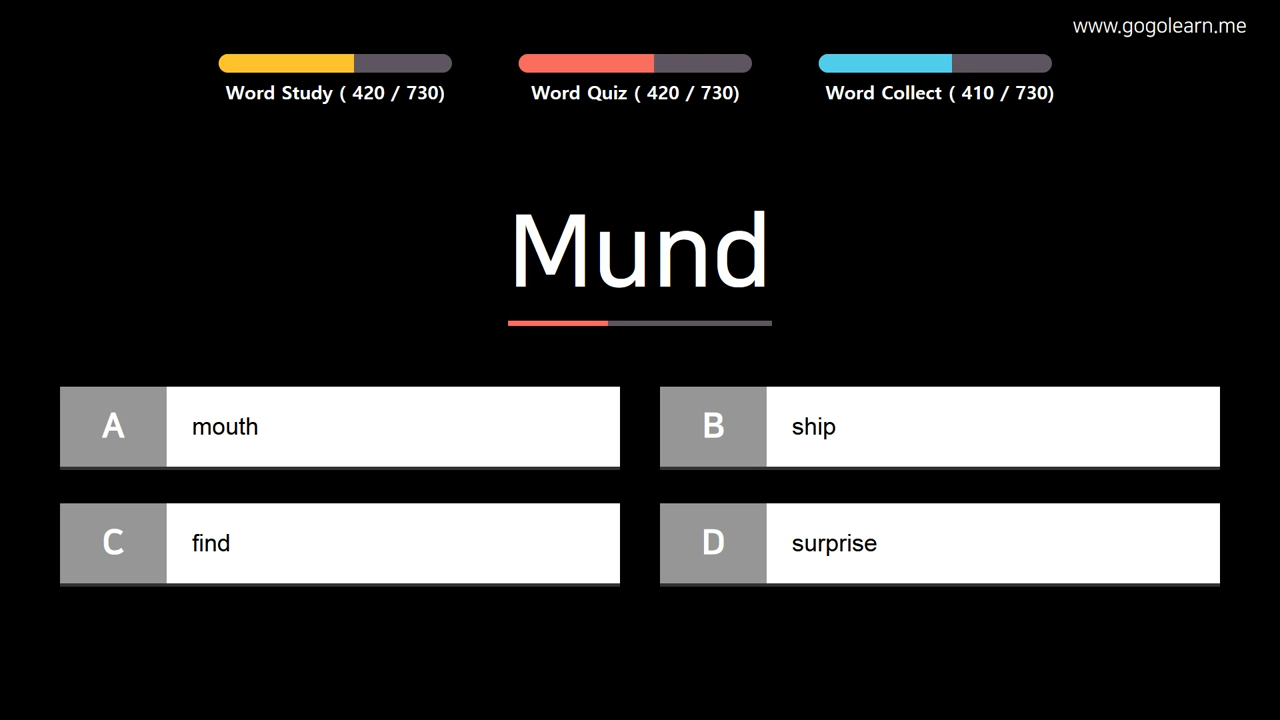 www.gogolearn.me
Word Study ( 420 / 730)
Word Quiz ( 420 / 730)
Word Collect ( 410 / 730)
Mund
A mouth
B ship
C find
D surprise